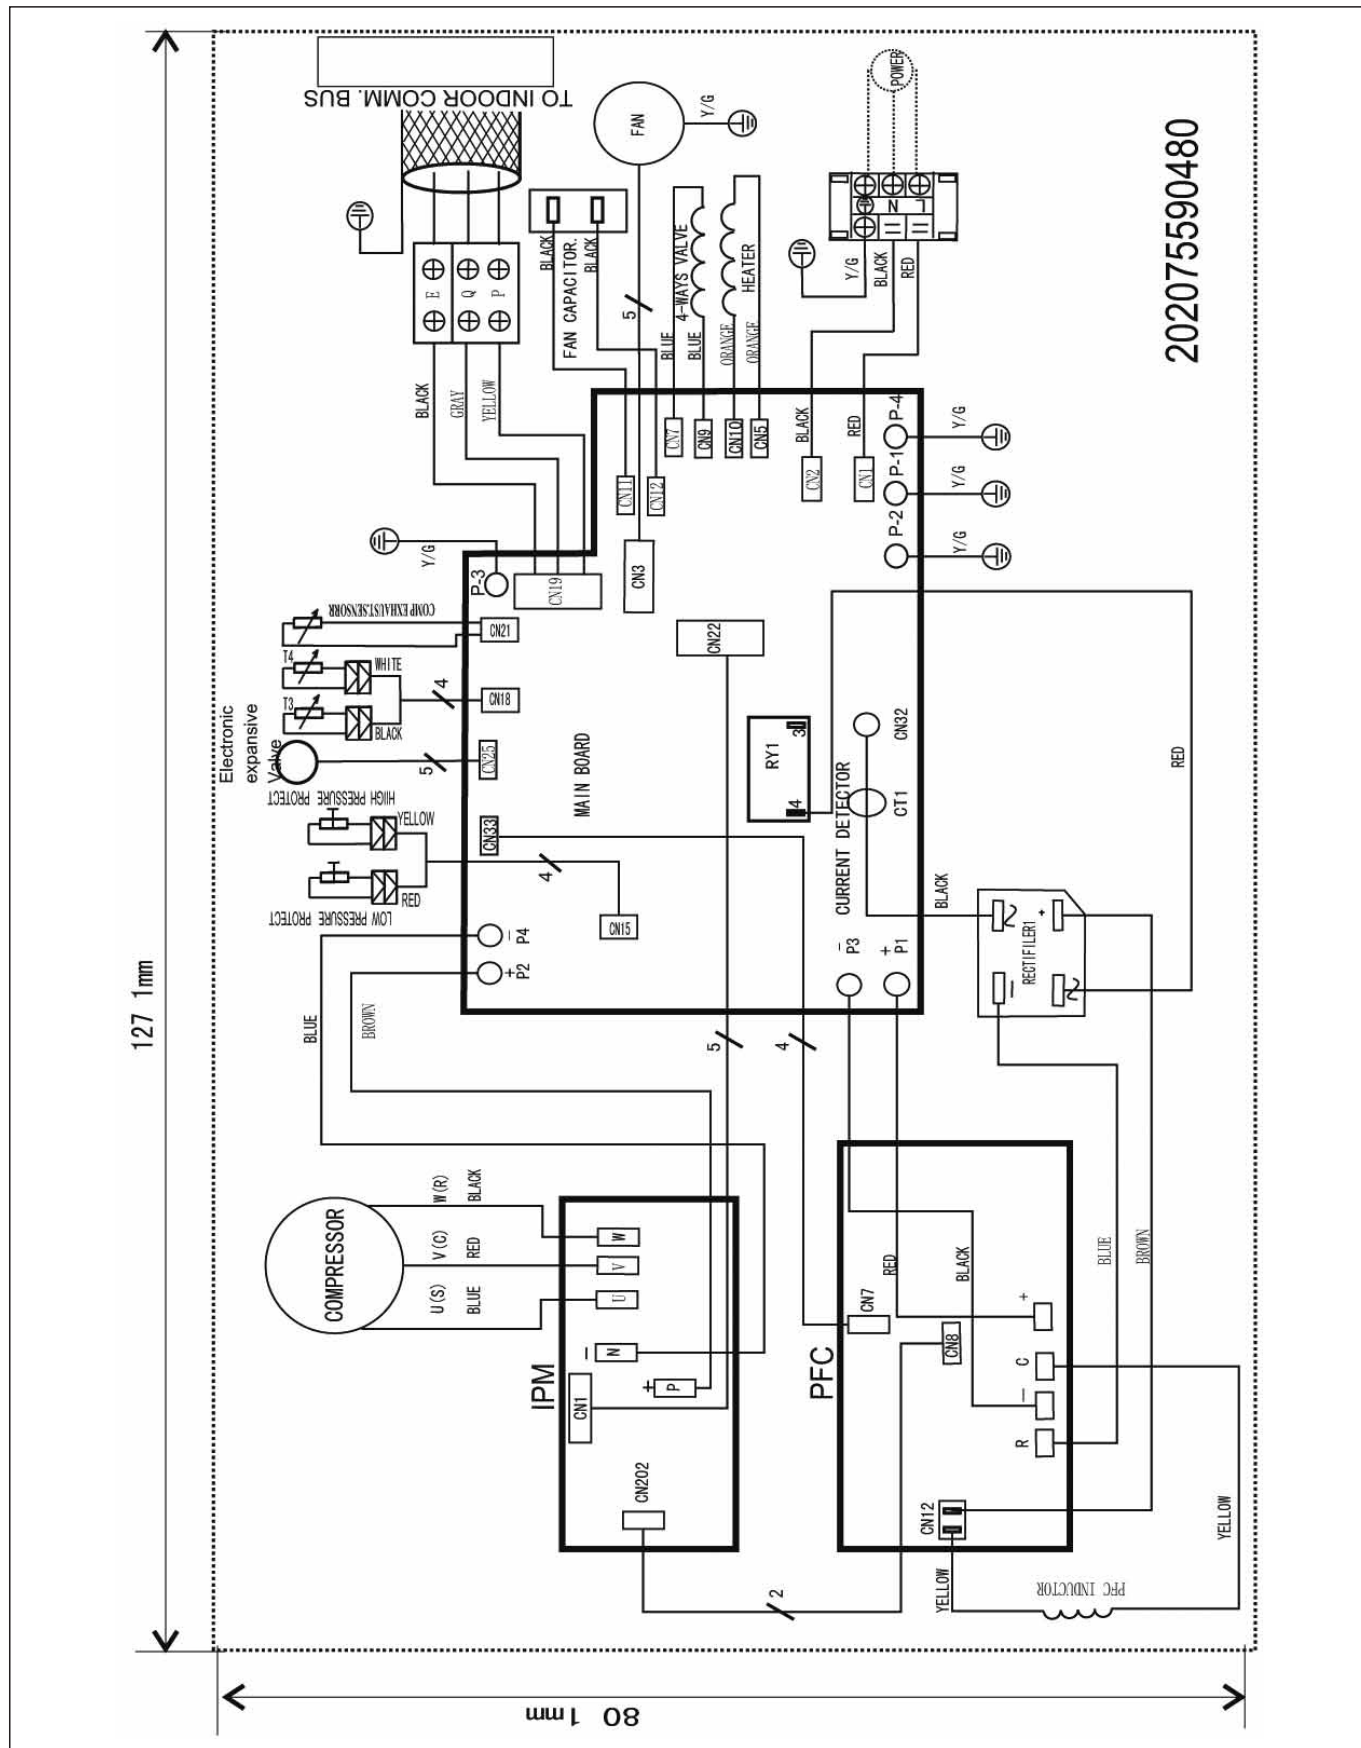 TO INDOOR COMM. BUS
POWER
FAN
Y/G
202075590480
E
Q
P
BLACK
BLACK
FAN CAPACITOR.
5
BLUE
BLUE
4-WAYS VALVE
ORANGE
ORANGE
HEATER
Y/G
BLACK
RED
N
L
BLACK
GRAY
YELLOW
CN7
CN9
CN10
CN5
BLACK
RED
CN2
CN1
P-4
P-1
P-2
Y/G
Y/G
Y/G
CN11
CN12
Y/G
P-3
CN19
CN3
COMP.EXHAUST.SENSORR
CN21
CN22
T4
WHITE
4
CN18
T3
BLACK
Electronic
expansive
Valve
5
CN25
MAIN BOARD
RY1
3
4
CN32
CT1
CURRENT DETECTOR
RED
HIIGH PRESSURE PROTECT
YELLOW
CN33
4
LOW PRESSURE PROTECT
RED
CN15
BLACK
RECTIFILER1
+
-
- P4
+ P2
- P3
+ P1
127 1mm
BLUE
BROWN
5
4
COMPRESSOR
W(R)
BLACK
V(C)
RED
U(S)
BLUE
W
V
U
- N
+ P
IPM
CN1
CN202
RED
BLACK
BLUE
BROWN
CN7
CN8
PFC
+
C
-
R
CN12
YELLOW
YELLOW
2
PFC INDUCTOR
80 1mm